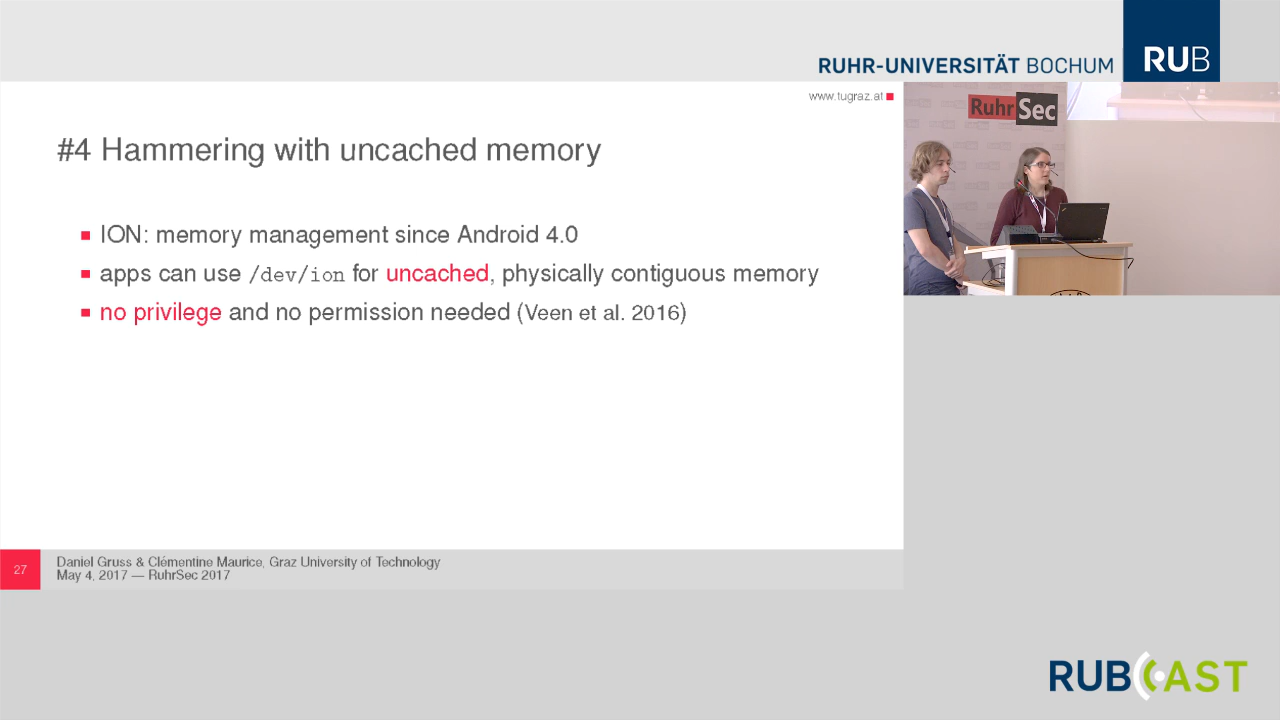 RUHR-UNIVERSITÄT BOCHUM
RUB
www.tugraz.at
RuhrSec
#4 Hammering with uncached memory
ION: memory management since Android 4.0
apps can use /dev/ion for uncached, physically contiguous memory
no privilege and no permission needed (Veen et al. 2016)
27
Daniel Gruss & Clémentine Maurice, Graz University of Technology
May 4, 2017 — RuhrSec 2017
RUBCAST